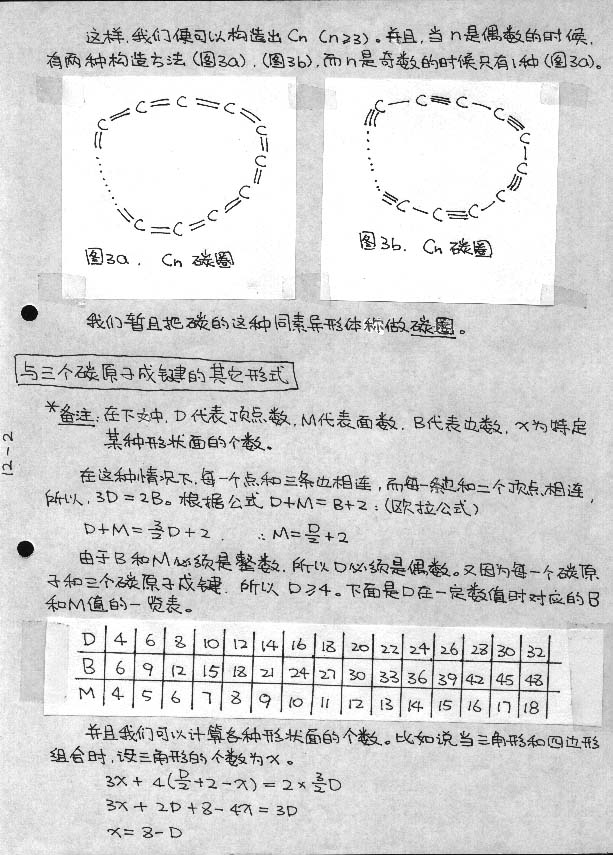 这样,我们便可以构造出Cn (n≥3)。并且,当n是偶数的时候,
有两种构造方法(图3a),(图3b),而n是奇数的时候只有1种(图3a)。
C=C=C=C=C=C=C=C=C=C
图3a. Cn 碳圈
C—C≡C—C≡C—C≡C—C≡C—C≡
图3b. Cn 碳圈
我们暂且把碳的这种同素异形体称做碳圈。
与三个碳原子成键的其它形式
*备注:在下文中,D代表顶点数,M代表面数,B代表边数,x为特定
某种形状面的个数。
在这种情况下,每一个点和三条边相连,而每一条边和二个顶点相连,
所以,3D=2B。根据公式D+M=B+2:(欧拉公式)
D+M=3/2D+2 , ∴M=D/2+2
由于B和M必须是整数,所以D必须是偶数。又因为每一个碳原
子和三个碳原子成键,所以D≥4。下面是D在一定数值时对应的B
和M值的一览表。
D 4 6 8 10 12 14 16 18 20 22 24 26 28 30 32
B 6 9 12 15 18 21 24 27 30 33 36 39 42 45 48
M 4 5 6 7 8 9 10 11 12 13 14 15 16 17 18
并且我们可以计算各种形状面的个数。比如说当三角形和四边形
组合时,设三角形的个数为x。
3x+4(D/2+2-x)=2×3/2D
3x+2D+8-4x=3D
x=8-D
12-2